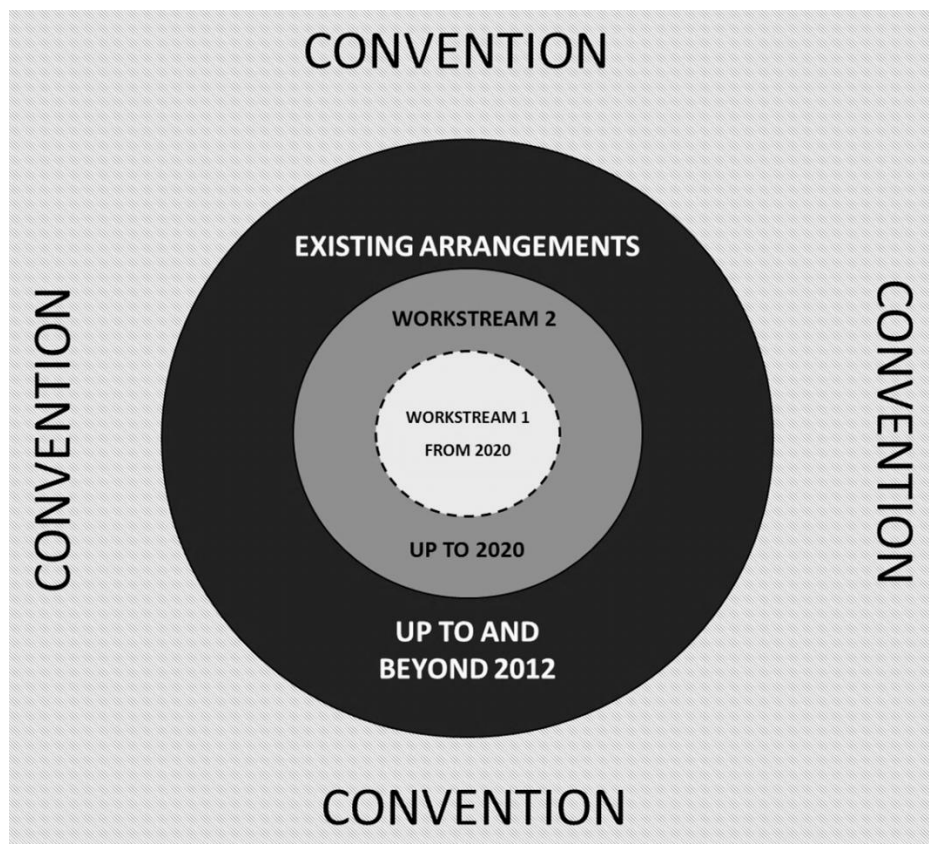 CONVENTION
EXISTING ARRANGEMENTS
CONVENTION
CONVENTION
WORKSTREAM 2
WORKSTREAM 1
FROM 2020
UP TO 2020
UP TO AND
BEYOND 2012
CONVENTION